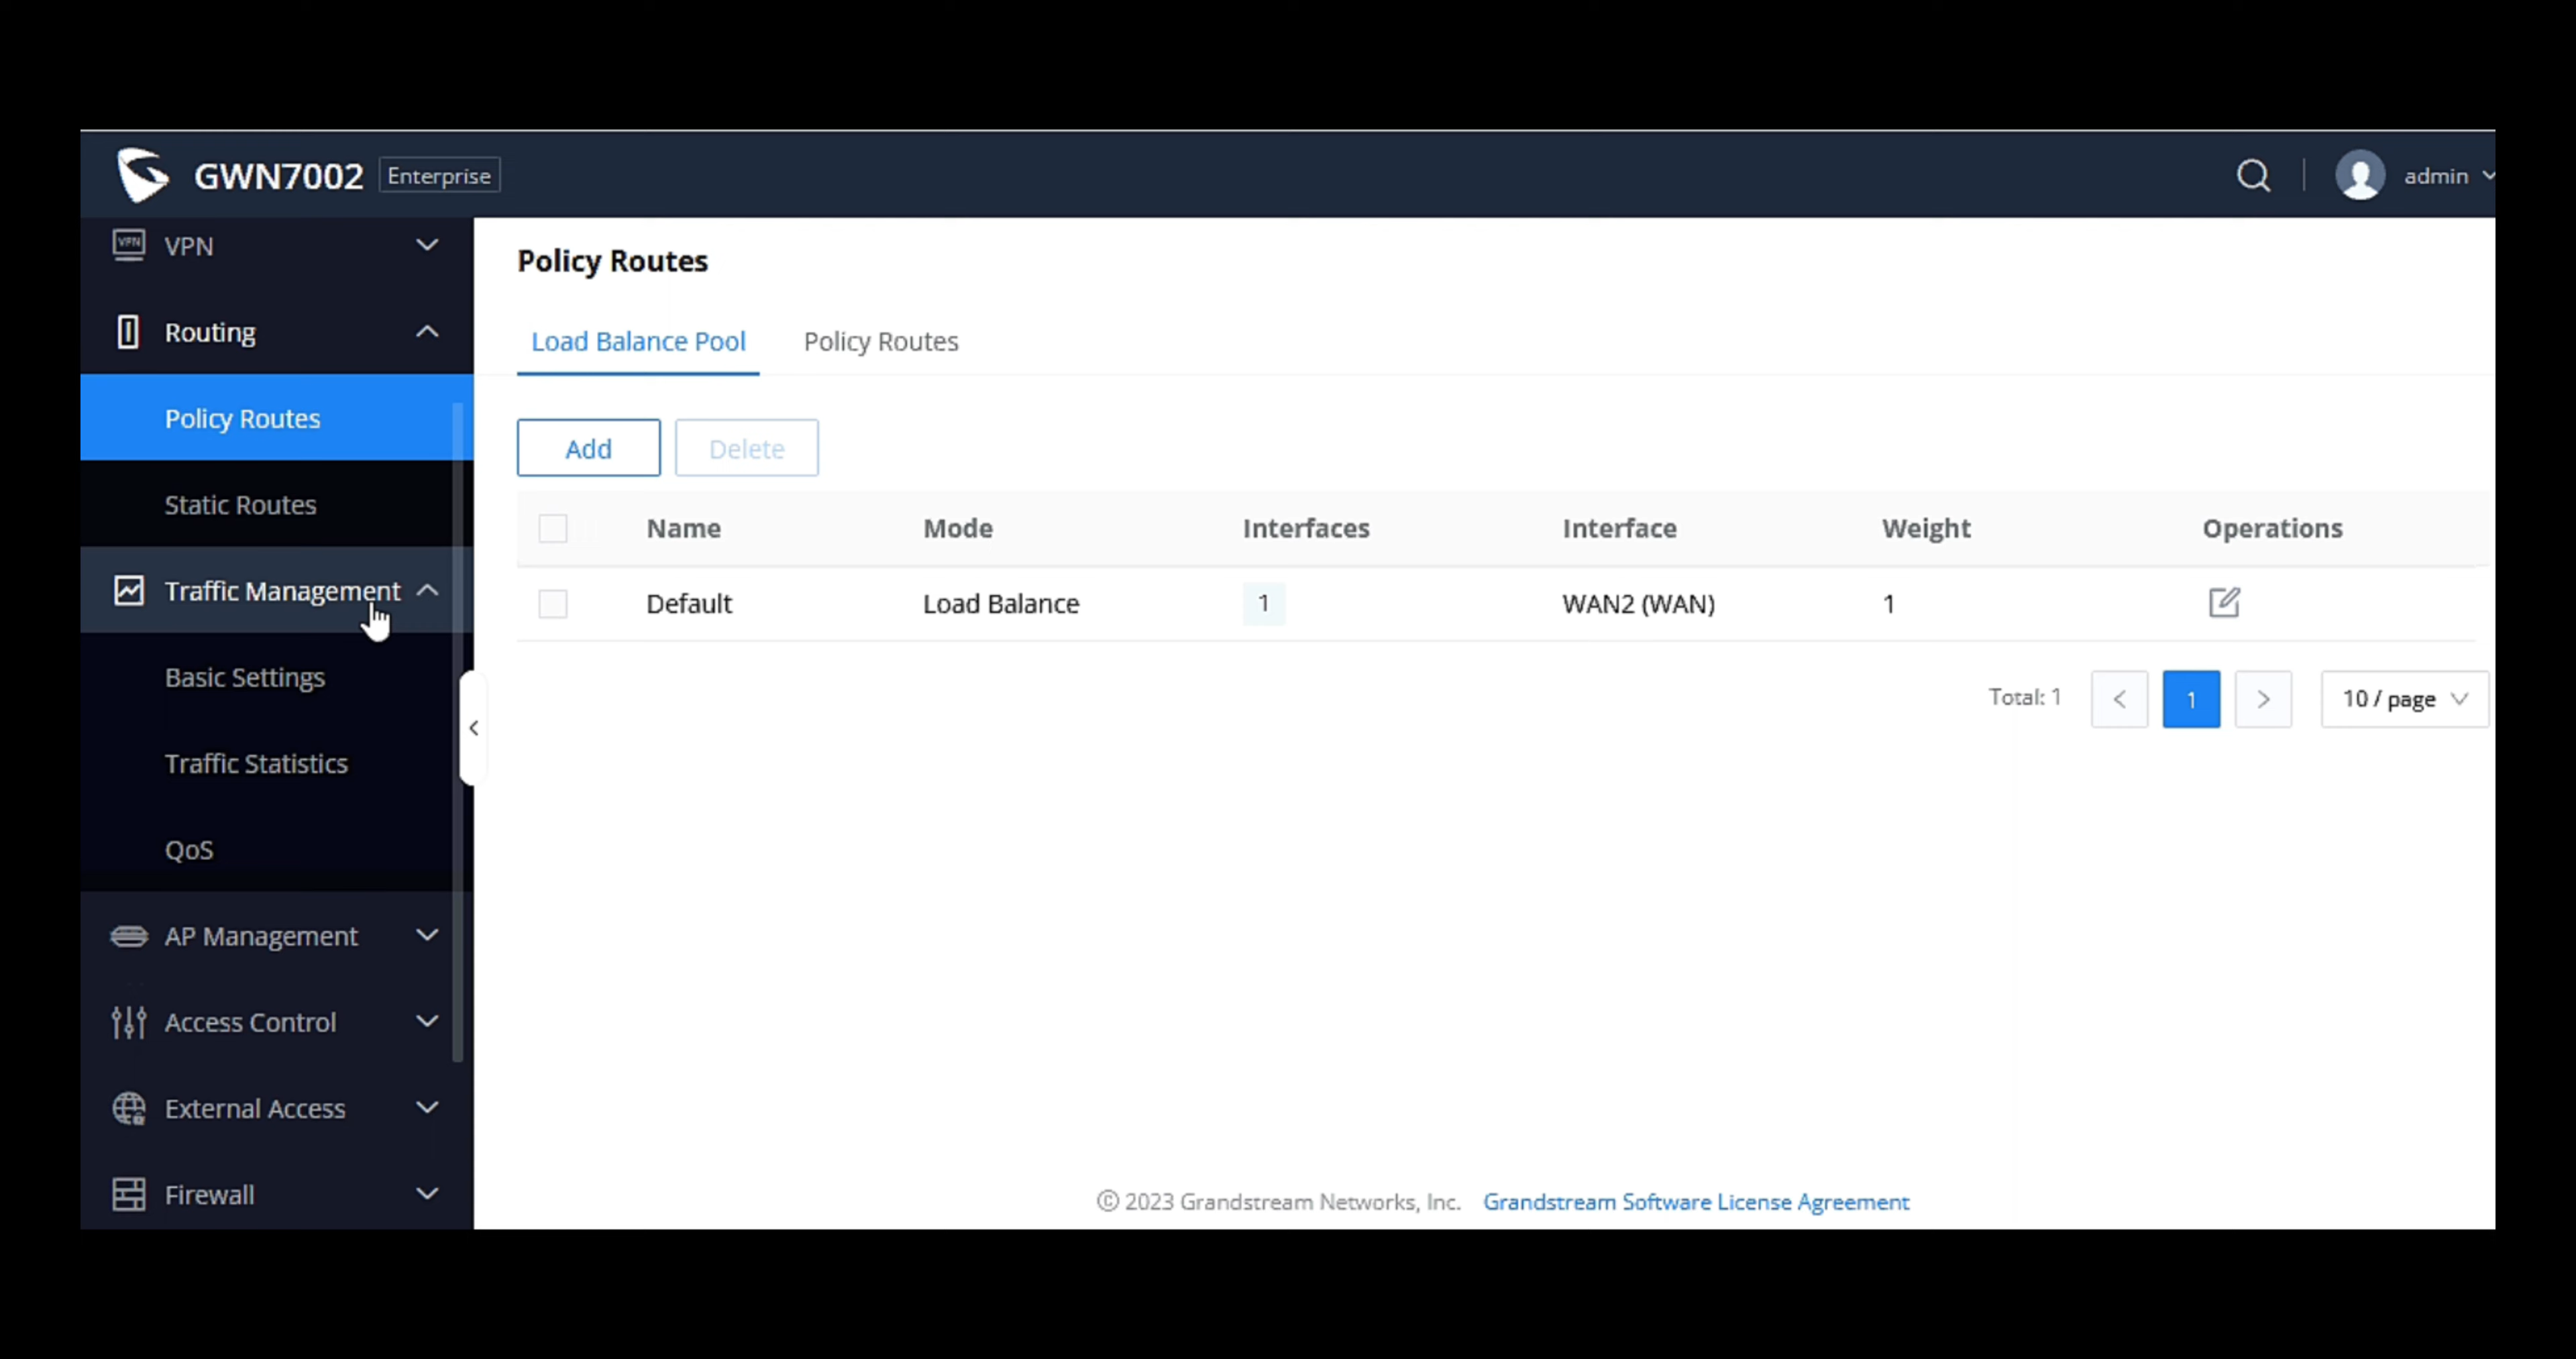 GWN7002 Enterprise
admin
VPN
Routing
Policy Routes
Static Routes
Traffic Management
Basic Settings
Traffic Statistics
QoS
AP Management
Access Control
External Access
Firewall
Policy Routes
Load Balance Pool Policy Routes
Add Delete
Name Mode Interfaces Interface Weight Operations
Default Load Balance 1 WAN2 (WAN) 1
Total: 1 < 1 > 10 / page
© 2023 Grandstream Networks, Inc. Grandstream Software License Agreement